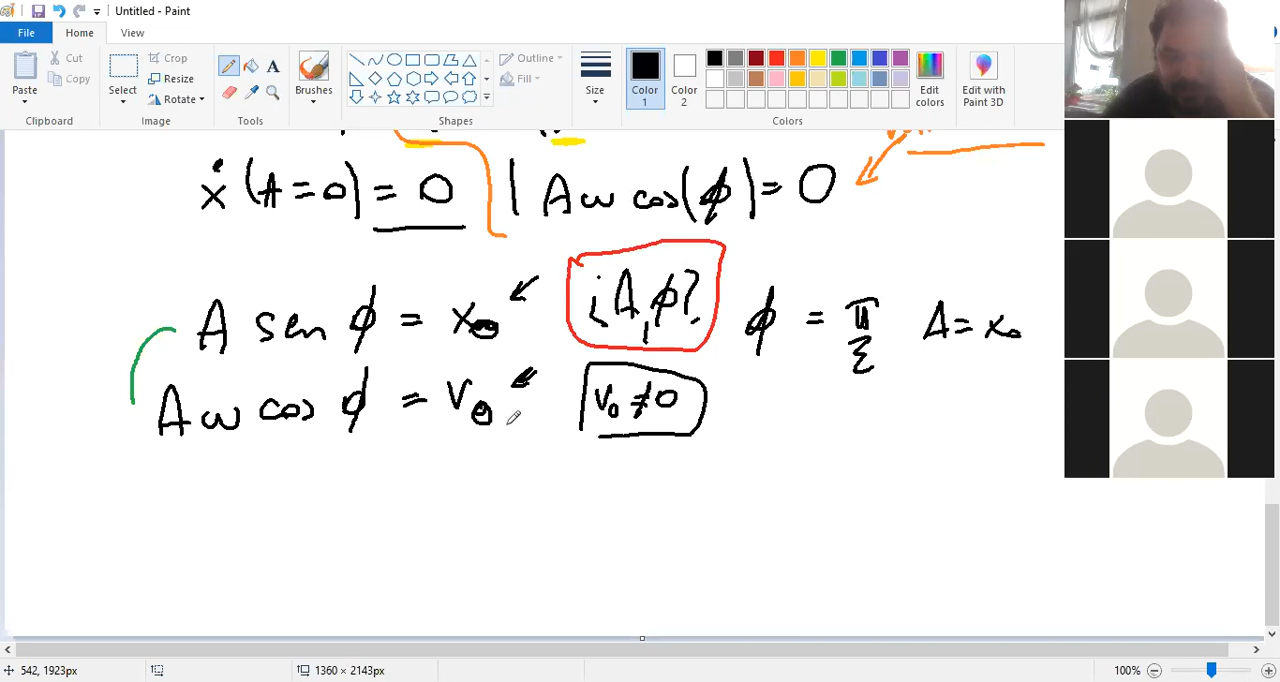 Untitled - Paint
File Home View
Cut
Copy
Paste
Clipboard
Select
Resize
Rotate
Image
Tools
Brushes
Shapes
Outline
Fill
Size
Color 1
Color 2
Colors
Edit colors
Edit with Paint 3D
ẋ(A=0)=0 | Aω cos(ϕ)=0
A sen ϕ = x₀ ¿A,ϕ? ϕ = π/2 A=x₀
Aω cos ϕ = v₀ v₀≠0
542, 1923px
1360 × 2143px
100%